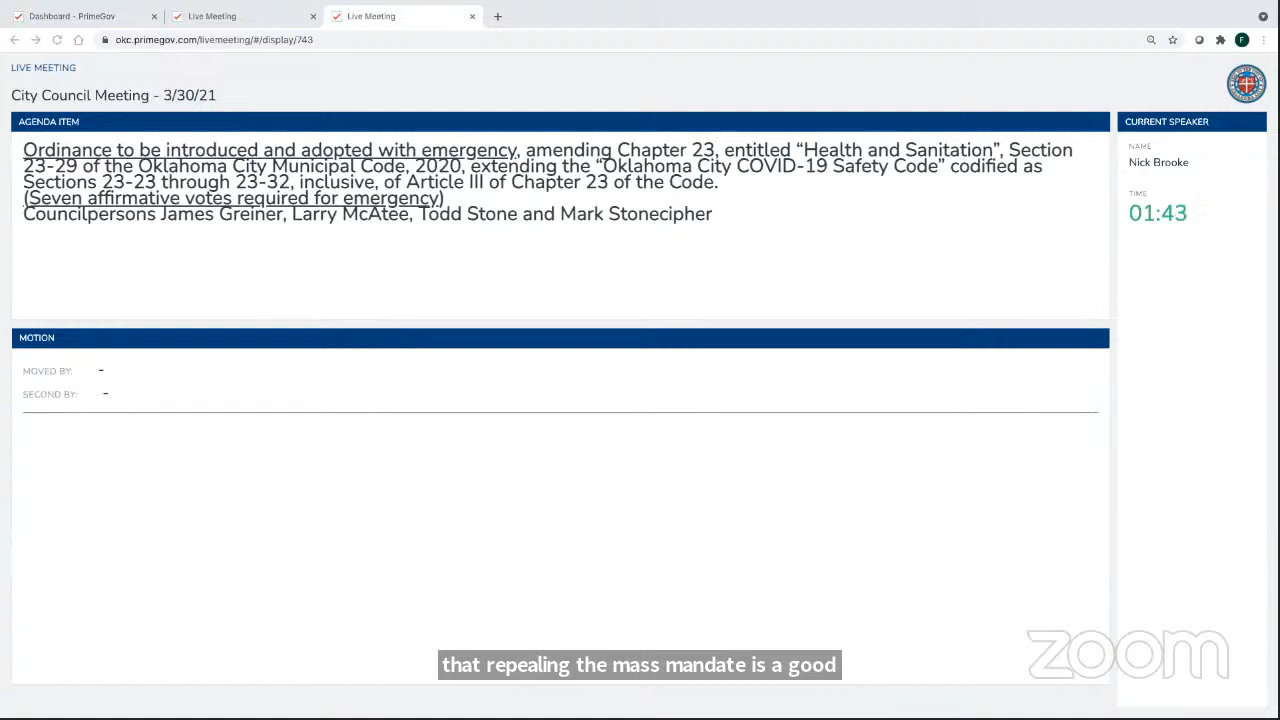 Dashboard - PrimeGov
Live Meeting
Live Meeting
okc.primegov.com/livemeeting/#/display/743
F
LIVE MEETING
City Council Meeting - 3/30/21
AGENDA ITEM
Ordinance to be introduced and adopted with emergency, amending Chapter 23, entitled “Health and Sanitation”, Section
23-29 of the Oklahoma City Municipal Code, 2020, extending the “Oklahoma City COVID-19 Safety Code” codified as
Sections 23-23 through 23-32, inclusive, of Article III of Chapter 23 of the Code.
(Seven affirmative votes required for emergency)
Councilpersons James Greiner, Larry McAtee, Todd Stone and Mark Stonecipher
CURRENT SPEAKER
NAME
Nick Brooke
TIME
01:43
MOTION
MOVED BY: -
SECOND BY: -
that repealing the mass mandate is a good
zoom